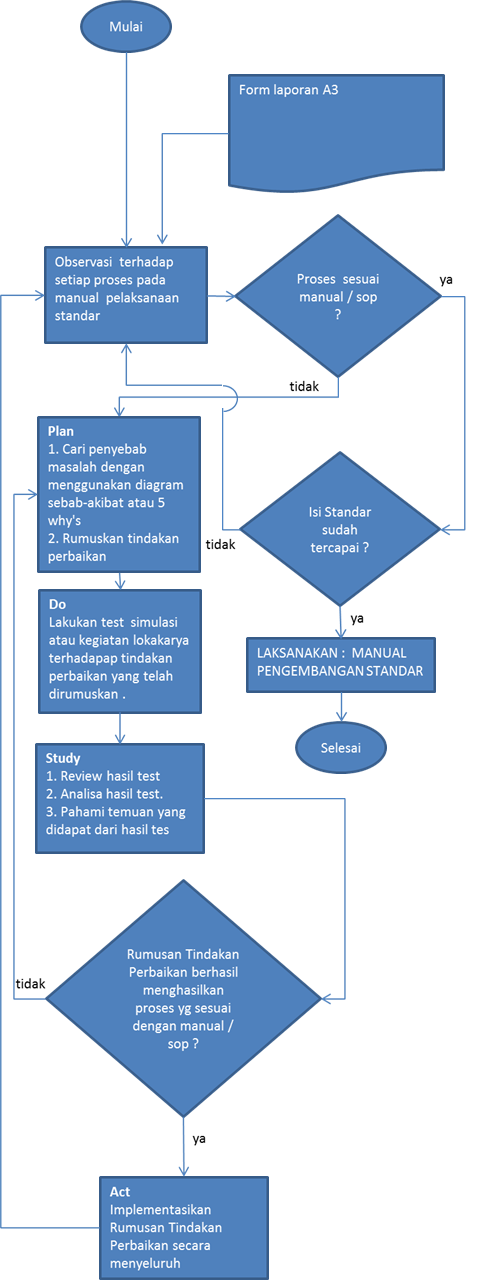 Mulai
Form laporan A3
Observasi terhadap
setiap proses pada
manual pelaksanaan
standar
Proses sesuai
manual / sop
?
ya
tidak
Plan
1. Cari penyebab
masalah dengan
menggunakan diagram
sebab-akibat atau 5
why's
2. Rumuskan tindakan
perbaikan
Isi Standar
sudah
tercapai ?
tidak
ya
Do
Lakukan test simulasi
atau kegiatan lokakarya
terhadapap tindakan
perbaikan yang telah
dirumuskan .
LAKSANAKAN : MANUAL
PENGEMBANGAN STANDAR
Selesai
Study
1. Review hasil test
2. Analisa hasil test.
3. Pahami temuan yang
didapat dari hasil tes
Rumusan Tindakan
Perbaikan berhasil
menghasilkan
proses yg sesuai
dengan manual /
sop ?
tidak
ya
Act
Implementasikan
Rumusan Tindakan
Perbaikan secara
menyeluruh